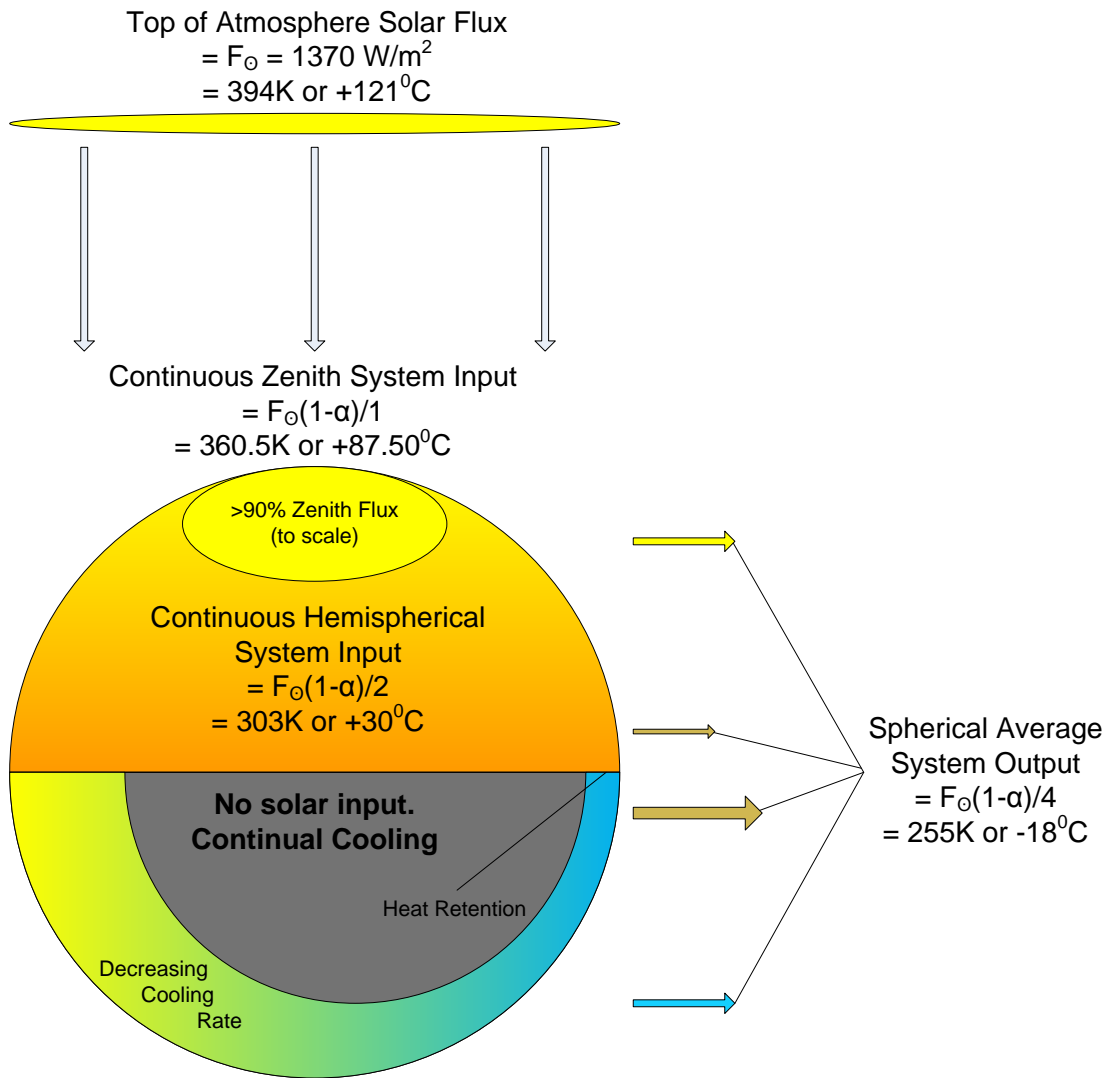 Top of Atmosphere Solar Flux
= F⊙ = 1370 W/m²
= 394K or +121⁰C
Continuous Zenith System Input
= F⊙(1-α)/1
= 360.5K or +87.50⁰C
>90% Zenith Flux
(to scale)
Continuous Hemispherical
System Input
= F⊙(1-α)/2
= 303K or +30⁰C
Spherical Average
System Output
= F⊙(1-α)/4
= 255K or -18⁰C
No solar input.
Continual Cooling
Heat Retention
Decreasing
Cooling
Rate